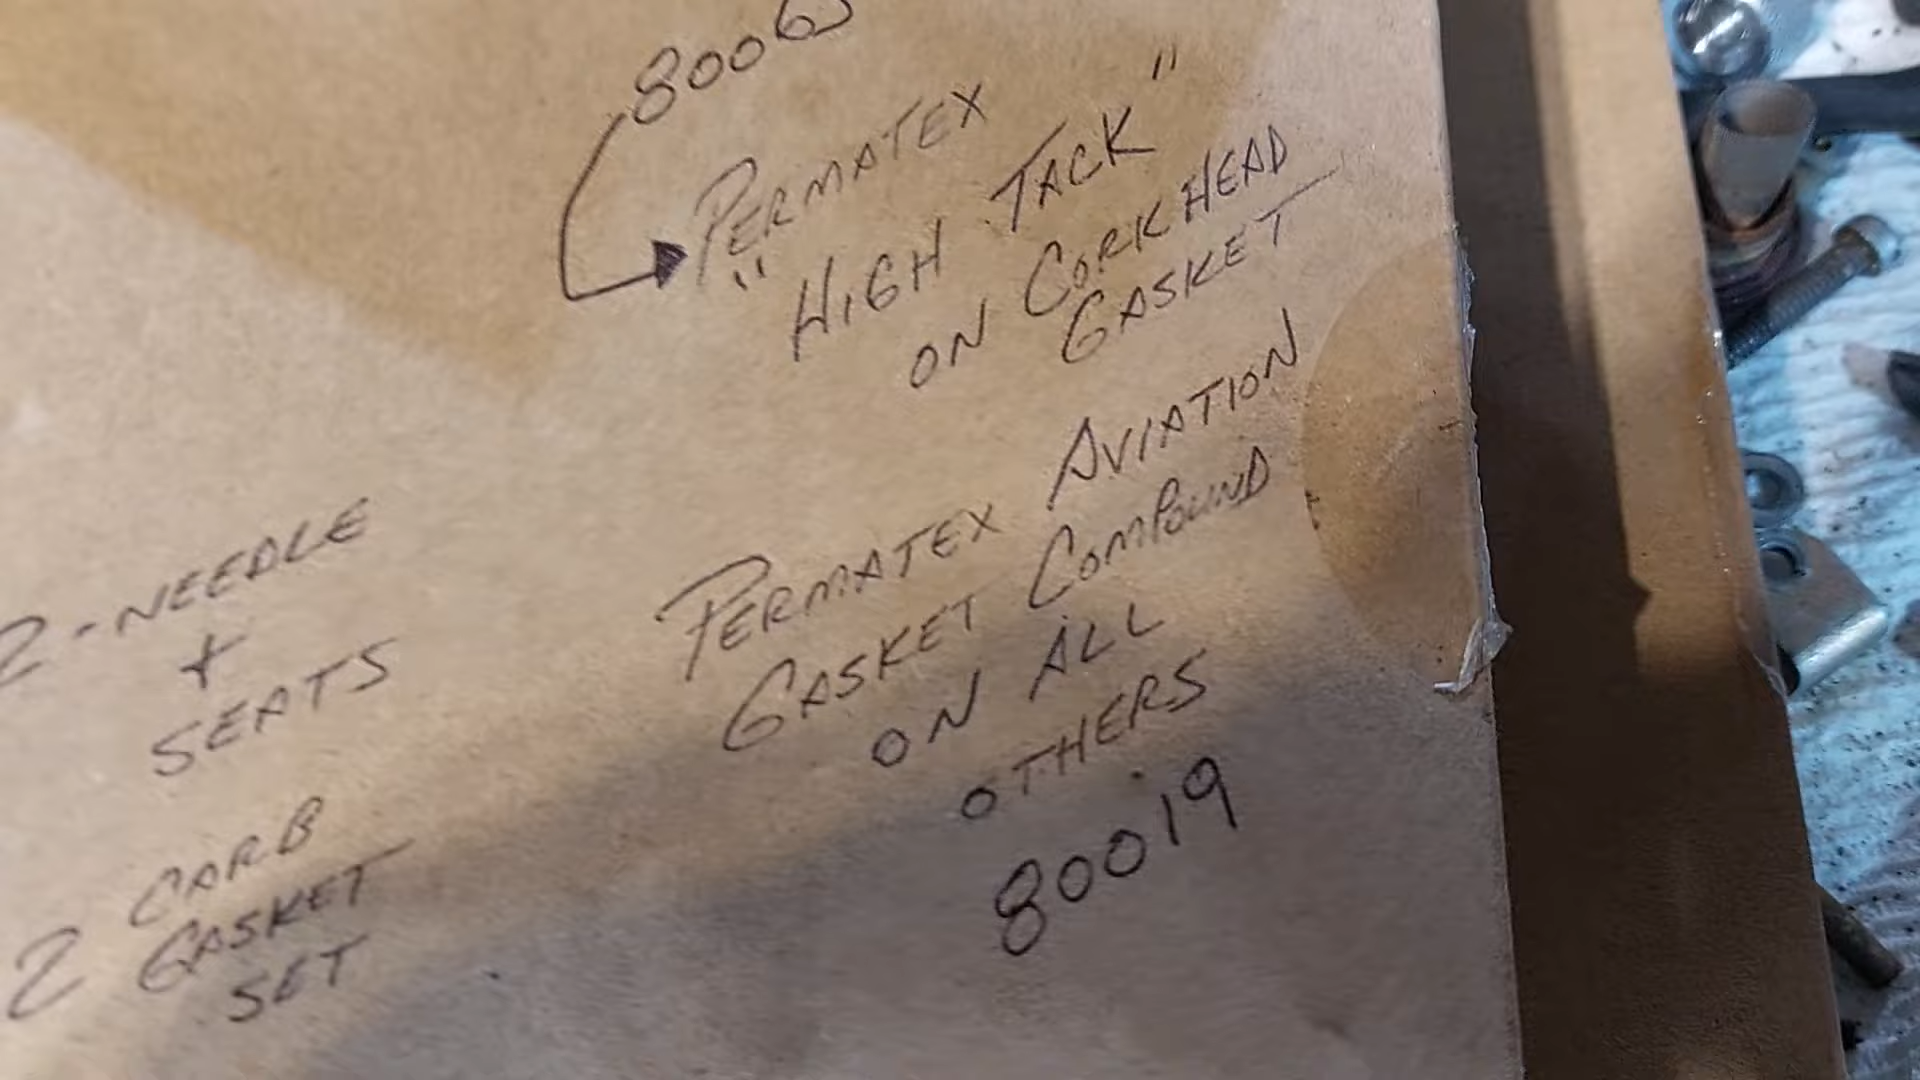 80063
PERMATEX
"HIGH TACK"
ON CORK HEAD
GASKET
PERMATEX AVIATION
GASKET COMPOUND
ON ALL
OTHERS
80019
2-NEEDLE
+
SEATS
2 CARB
GASKET
SET